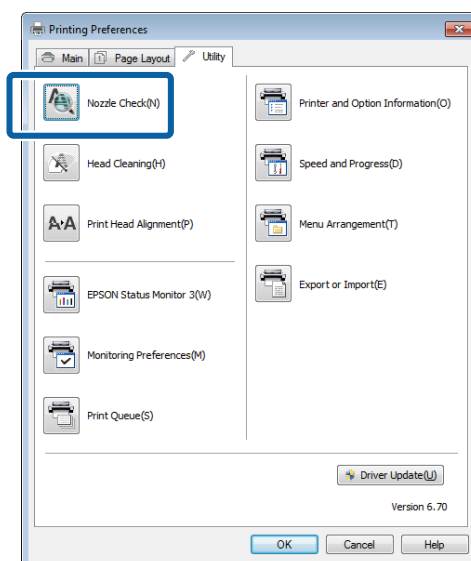 Printing Preferences
Main
Page Layout
Utility
Nozzle Check(N)
Head Cleaning(H)
Print Head Alignment(P)
EPSON Status Monitor 3(W)
Monitoring Preferences(M)
Print Queue(S)
Printer and Option Information(O)
Speed and Progress(D)
Menu Arrangement(T)
Export or Import(E)
Driver Update(U)
Version 6.70
OK
Cancel
Help